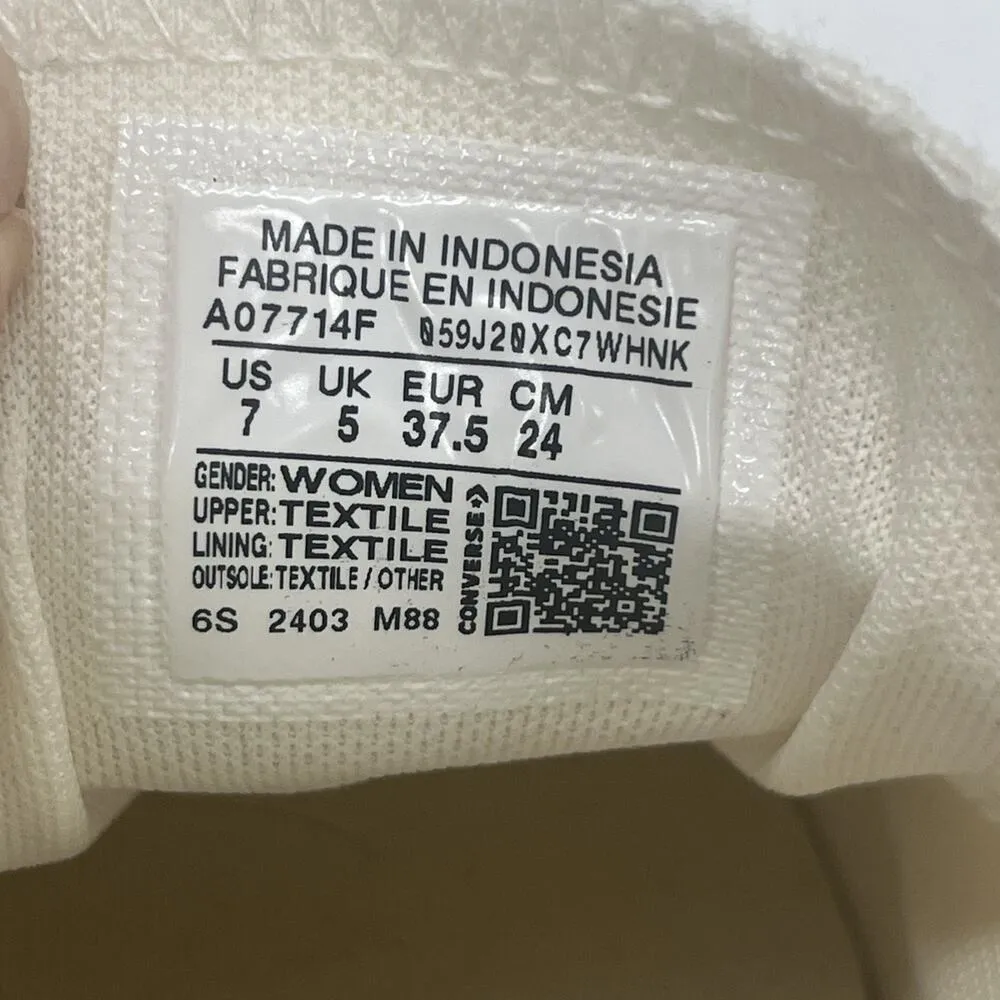 MADE IN INDONESIA
FABRIQUE EN INDONESIE
A07714F 059J20XC7WHNK
US UK EUR CM
7 5 37.5 24
GENDER: WOMEN
UPPER: TEXTILE
LINING: TEXTILE
OUTSOLE: TEXTILE / OTHER
6S 2403 M88
CONVERSE